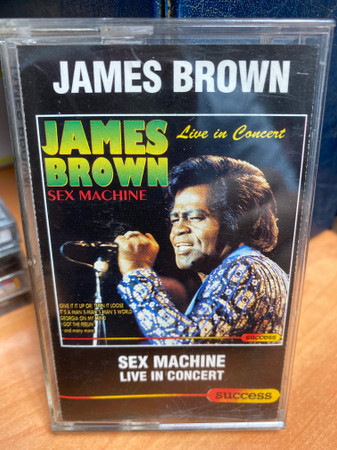 JAMES BROWN
JAMES
BROWN
SEX MACHINE
Live in Concert
GIVE IT UP OR TURN IT LOOSE
IT'S A MAN'S MAN'S MAN'S WORLD
GEORGIA ON MY MIND
I GOT THE FEELIN'
and many more
success
SEX MACHINE
LIVE IN CONCERT
success